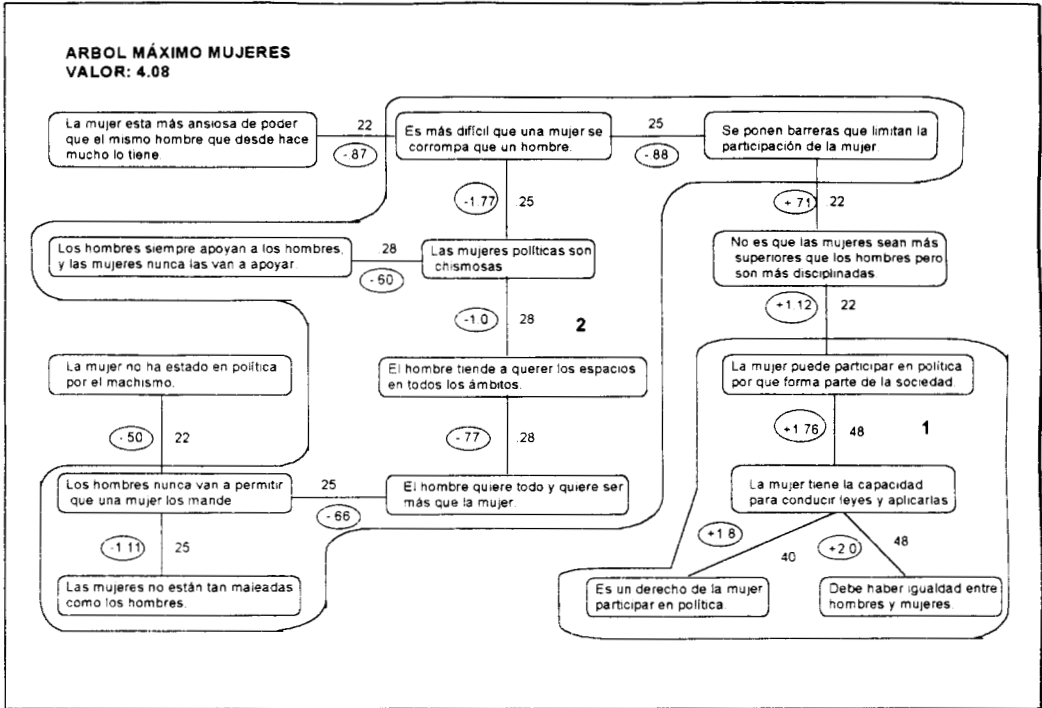 ARBOL MÁXIMO MUJERES
VALOR: 4.08
La mujer esta más ansiosa de poder
que el mismo hombre que desde hace
mucho lo tiene.
22
-.87
Es más difícil que una mujer se
corrompa que un hombre.
25
-.88
Se ponen barreras que limitan la
participación de la mujer.
-1.77
.25
+.71
.22
Los hombres siempre apoyan a los hombres,
y las mujeres nunca las van a apoyar.
28
-.60
Las mujeres políticas son
chismosas
No es que las mujeres sean más
superiores que los hombres pero
son más disciplinadas.
-1.0
28
2
+1.12
22
La mujer no ha estado en política
por el machismo.
El hombre tiende a querer los espacios
en todos los ámbitos.
La mujer puede participar en política
por que forma parte de la sociedad.
-.50
22
-.77
.28
+1.76
48
1
Los hombres nunca van a permitir
que una mujer los mande
25
-.66
El hombre quiere todo y quiere ser
más que la mujer.
La mujer tiene la capacidad
para conducir leyes y aplicarlas
-1.11
25
+1.8
40
+2.0
48
Las mujeres no están tan maleadas
como los hombres.
Es un derecho de la mujer
participar en política.
Debe haber igualdad entre
hombres y mujeres.